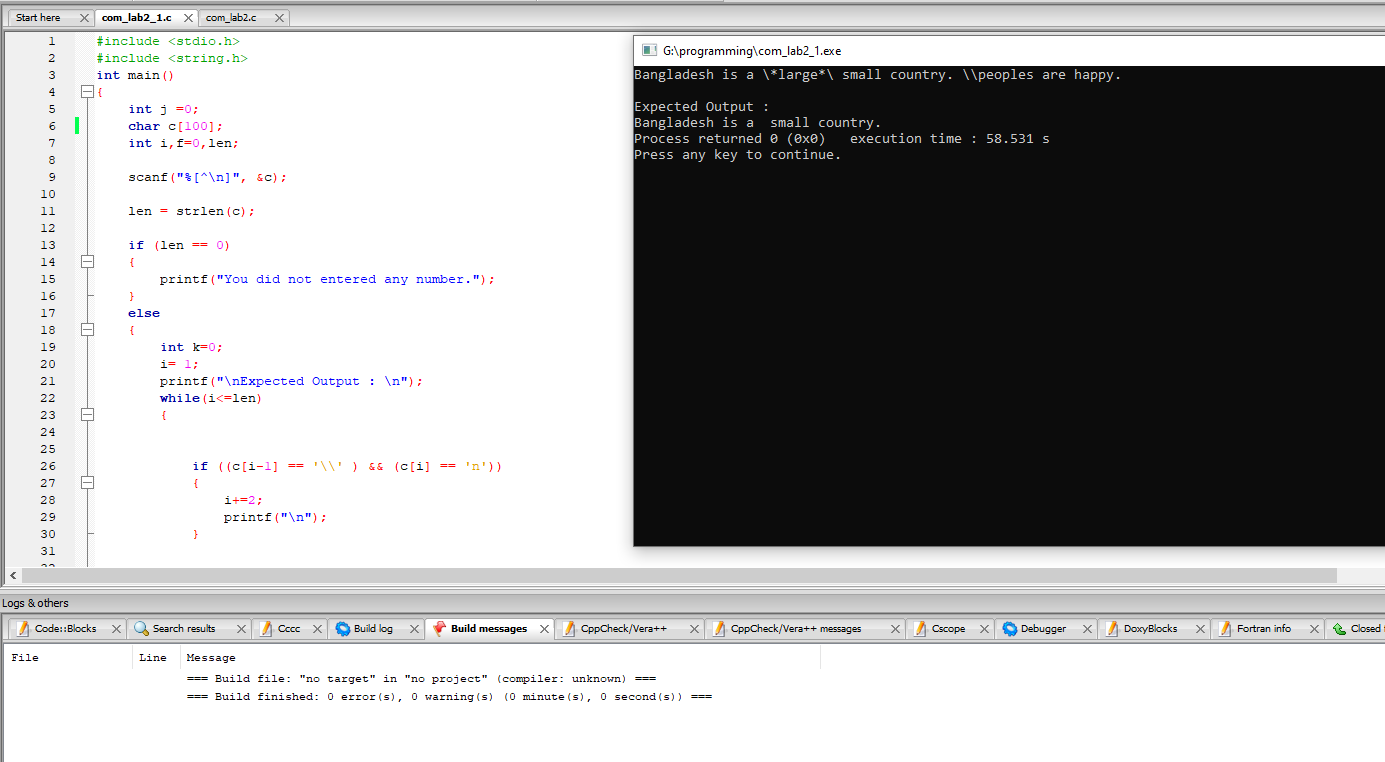 Start here com_lab2_1.c com_lab2.c
1 #include <stdio.h>
2 #include <string.h>
3 int main()
4 {
5 int j =0;
6 char c[100];
7 int i,f=0,len;
8
9 scanf("%[^\n]", &c);
10
11 len = strlen(c);
12
13 if (len == 0)
14 {
15 printf("You did not entered any number.");
16 }
17 else
18 {
19 int k=0;
20 i= 1;
21 printf("\nExpected Output : \n");
22 while(i<=len)
23 {
24
25
26 if ((c[i-1] == '\\' ) && (c[i] == 'n'))
27 {
28 i+=2;
29 printf("\n");
30 }
31
G:\programming\com_lab2_1.exe
Bangladesh is a \*large*\ small country. \\peoples are happy.
Expected Output :
Bangladesh is a  small country.
Process returned 0 (0x0)   execution time : 58.531 s
Press any key to continue.
Logs & others
Code::Blocks Search results Cccc Build log Build messages CppCheck/Vera++ CppCheck/Vera++ messages Cscope Debugger DoxyBlocks Fortran info Closed
File Line Message
=== Build file: "no target" in "no project" (compiler: unknown) ===
=== Build finished: 0 error(s), 0 warning(s) (0 minute(s), 0 second(s)) ===